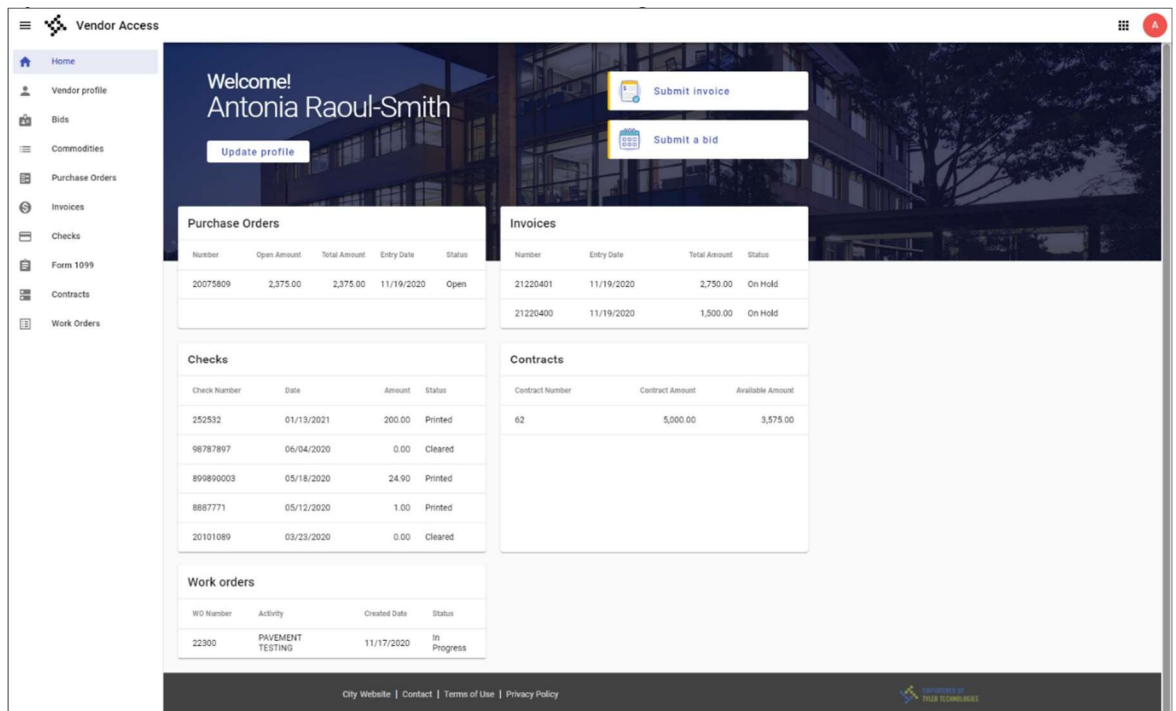 Vendor Access
A
Home
Vendor profile
Bids
Commodities
Purchase Orders
Invoices
Checks
Form 1099
Contracts
Work Orders
Welcome!
Antonia Raoul-Smith
Update profile
Submit invoice
Submit a bid
Purchase Orders
Number Open Amount Total Amount Entry Date Status
20075809 2,375.00 2,375.00 11/19/2020 Open
Invoices
Number Entry Date Total Amount Status
21220401 11/19/2020 2,750.00 On Hold
21220400 11/19/2020 1,500.00 On Hold
Checks
Check Number Date Amount Status
252532 01/13/2021 200.00 Printed
98787897 06/04/2020 0.00 Cleared
899890003 05/18/2020 24.90 Printed
8887771 05/12/2020 1.00 Printed
20101089 03/23/2020 0.00 Cleared
Contracts
Contract Number Contract Amount Available Amount
62 5,000.00 3,575.00
Work orders
WO Number Activity Created Date Status
22300 PAVEMENT TESTING 11/17/2020 In Progress
City Website | Contact | Terms of Use | Privacy Policy
EMPOWERED BY
TYLER TECHNOLOGIES